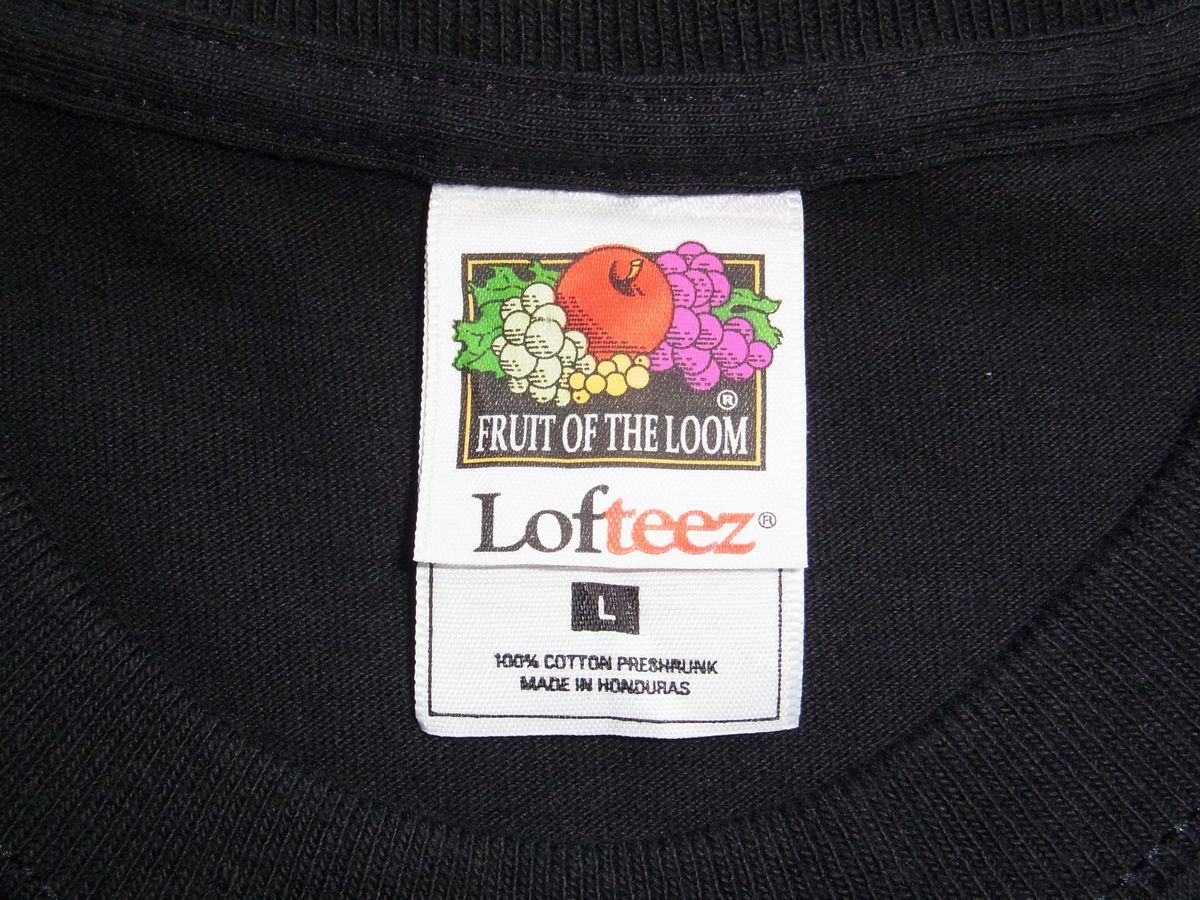 ®
FRUIT OF THE LOOM
Lofteez®
L
100% COTTON PRESHRUNK
MADE IN HONDURAS